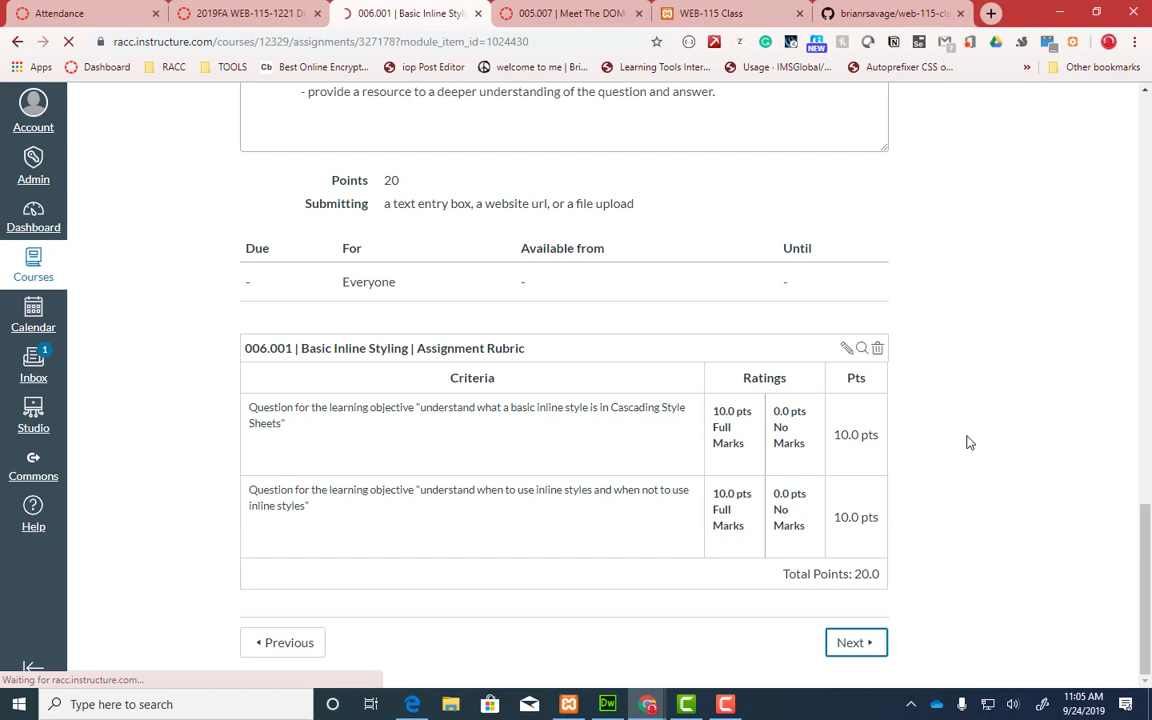 Attendance
2019FA WEB-115-1221 D
006.001 | Basic Inline Styli
005.007 | Meet The DOM
WEB-115 Class
brianrsavage/web-115-cla
racc.instructure.com/courses/12329/assignments/327178?module_item_id=1024430
NEW
Apps
Dashboard
RACC
TOOLS
Cb Best Online Encrypt...
iop Post Editor
welcome to me | Bri...
Learning Tools Inter...
Usage · IMSGlobal/...
Autoprefixer CSS o...
»
Other bookmarks
Account
Admin
Dashboard
Courses
Calendar
1
Inbox
Studio
Commons
Help
- provide a resource to a deeper understanding of the question and answer.
Points 20
Submitting a text entry box, a website url, or a file upload
Due For Available from Until
- Everyone - -
006.001 | Basic Inline Styling | Assignment Rubric
Criteria Ratings Pts
Question for the learning objective "understand what a basic inline style is in Cascading Style
Sheets"
10.0 pts
Full
Marks
0.0 pts
No
Marks
10.0 pts
Question for the learning objective "understand when to use inline styles and when not to use
inline styles"
10.0 pts
Full
Marks
0.0 pts
No
Marks
10.0 pts
Total Points: 20.0
Previous
Next
Waiting for racc.instructure.com...
Type here to search
Dw
11:05 AM
9/24/2019